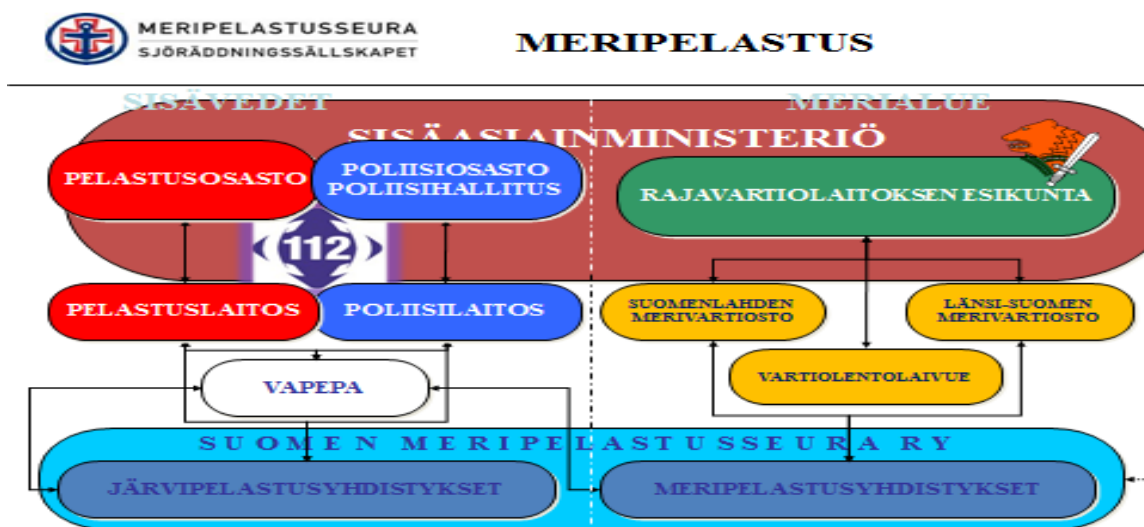 MERIPELASTUSSEURA
SJÖRÄDDNINGSSÄLLSKAPET
MERIPELASTUS
SISÄVEDET
MERIALUE
SISÄASIAINMINISTERIÖ
PELASTUSOSASTO
POLIISIOSASTO
POLIISIHALLITUS
RAJAVARTIOLAITOKSEN ESIKUNTA
112
PELASTUSLAITOS
POLIISILAITOS
SUOMENLAHDEN
MERIVARTIOSTO
LÄNSI-SUOMEN
MERIVARTIOSTO
VAPEPA
VARTIOLENTOLAIVUE
SUOMEN MERIPELASTUSSEURA RY
JÄRVIPELASTUSYHDISTYKSET
MERIPELASTUSYHDISTYKSET